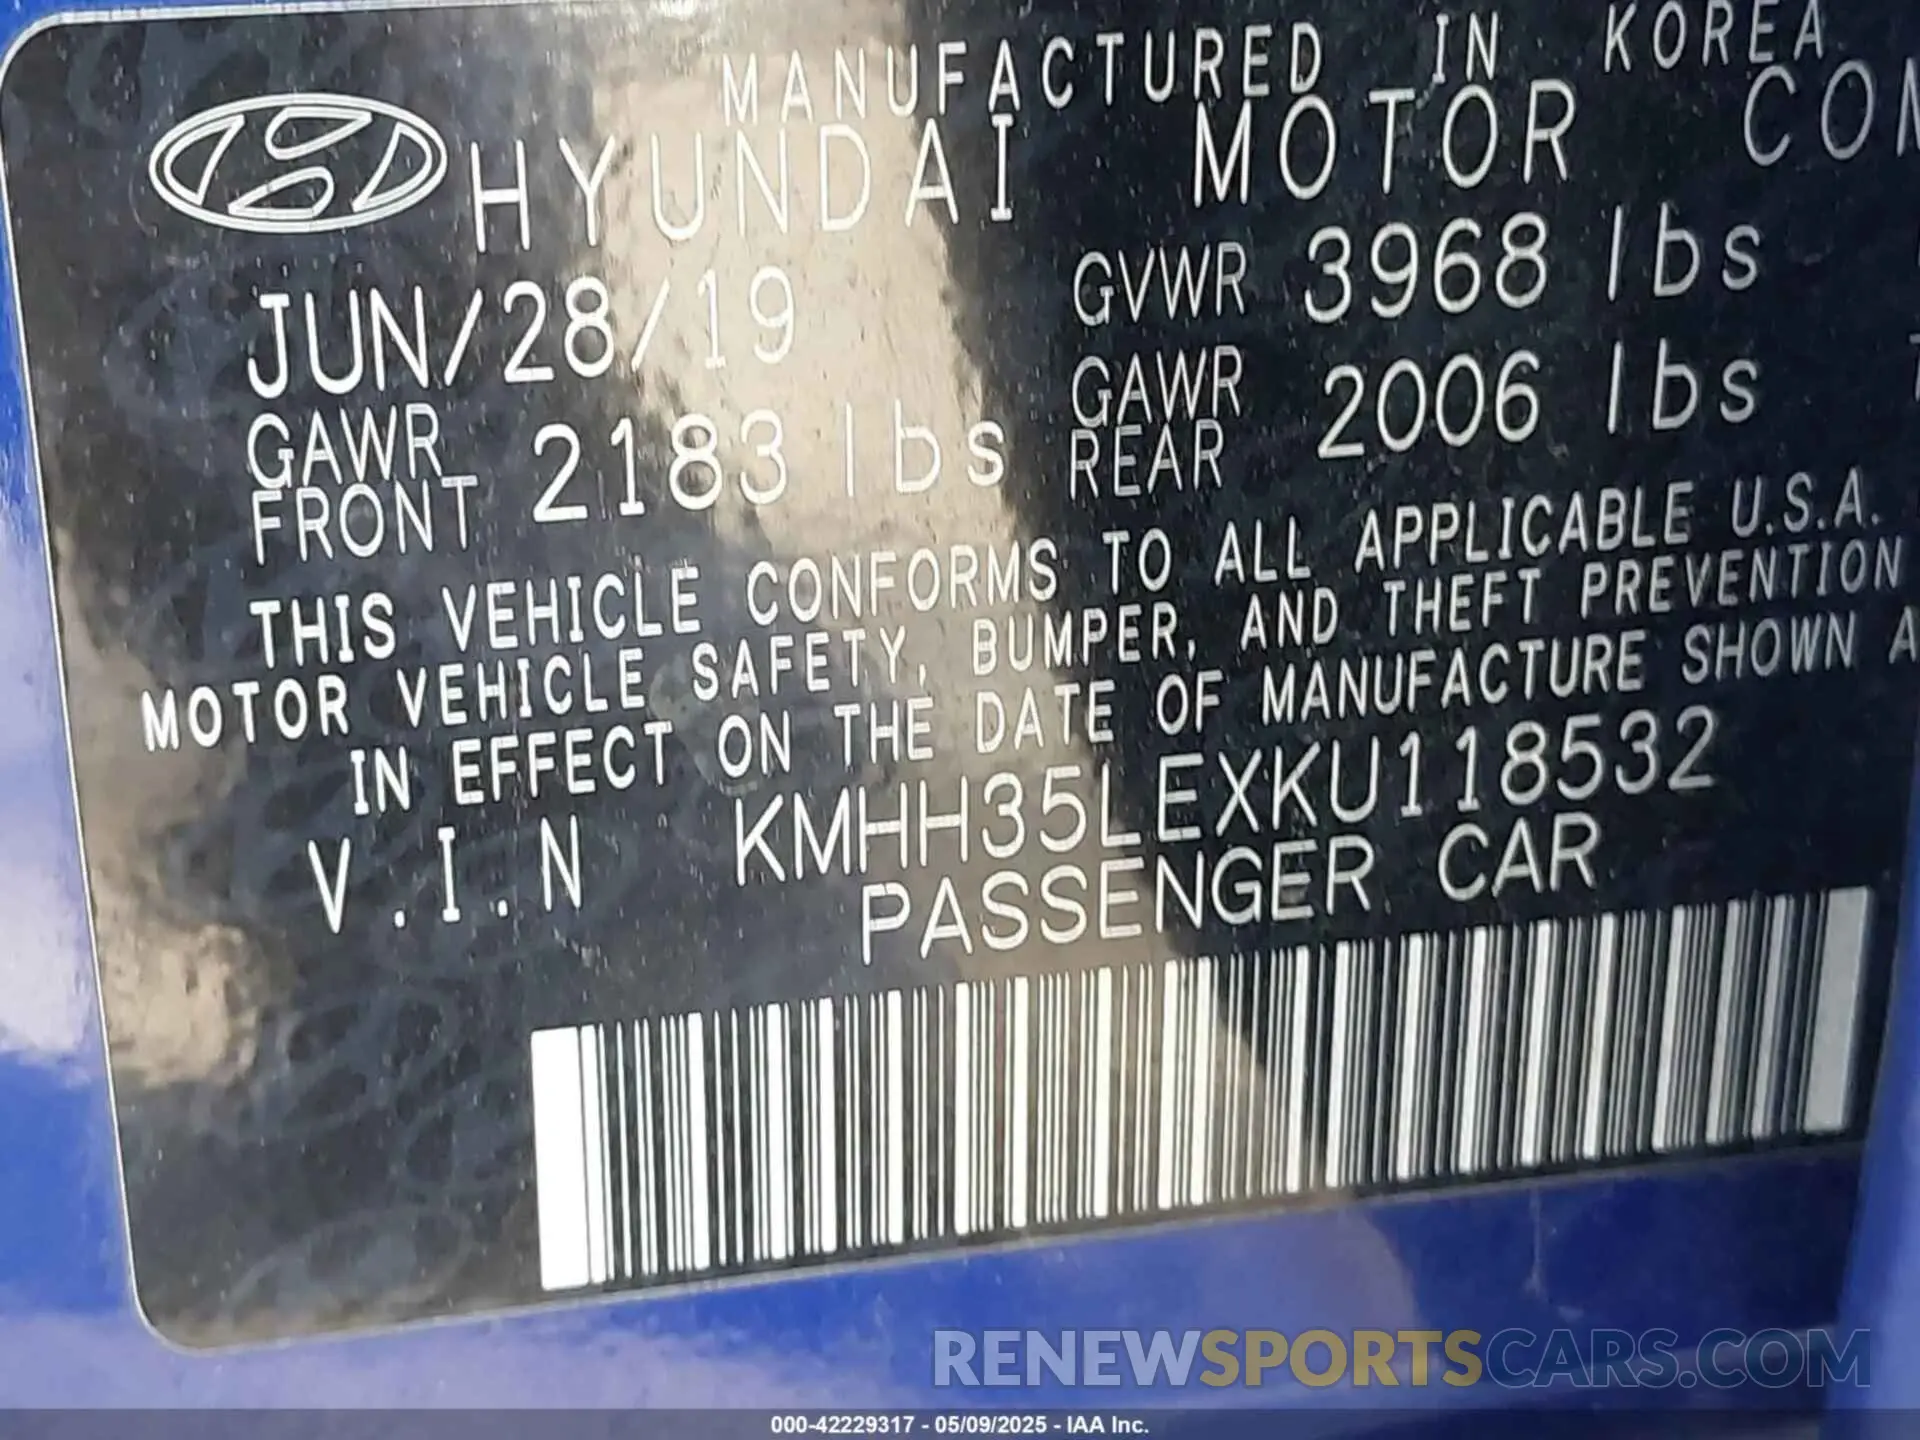 MANUFACTURED IN KOREA
HYUNDAI MOTOR
JUN/28/19 GVWR 3968 lbs
GAWR FRONT 2183 lbs GAWR REAR 2006 lbs
THIS VEHICLE CONFORMS TO ALL APPLICABLE U.S.A.
MOTOR VEHICLE SAFETY, BUMPER, AND THEFT PREVENTION
IN EFFECT ON THE DATE OF MANUFACTURE SHOWN
V.I.N KMHH35LEXKU118532
PASSENGER CAR
RENEWSPORTSCARS.COM
000-42229317 - 05/09/2025 - IAA Inc.